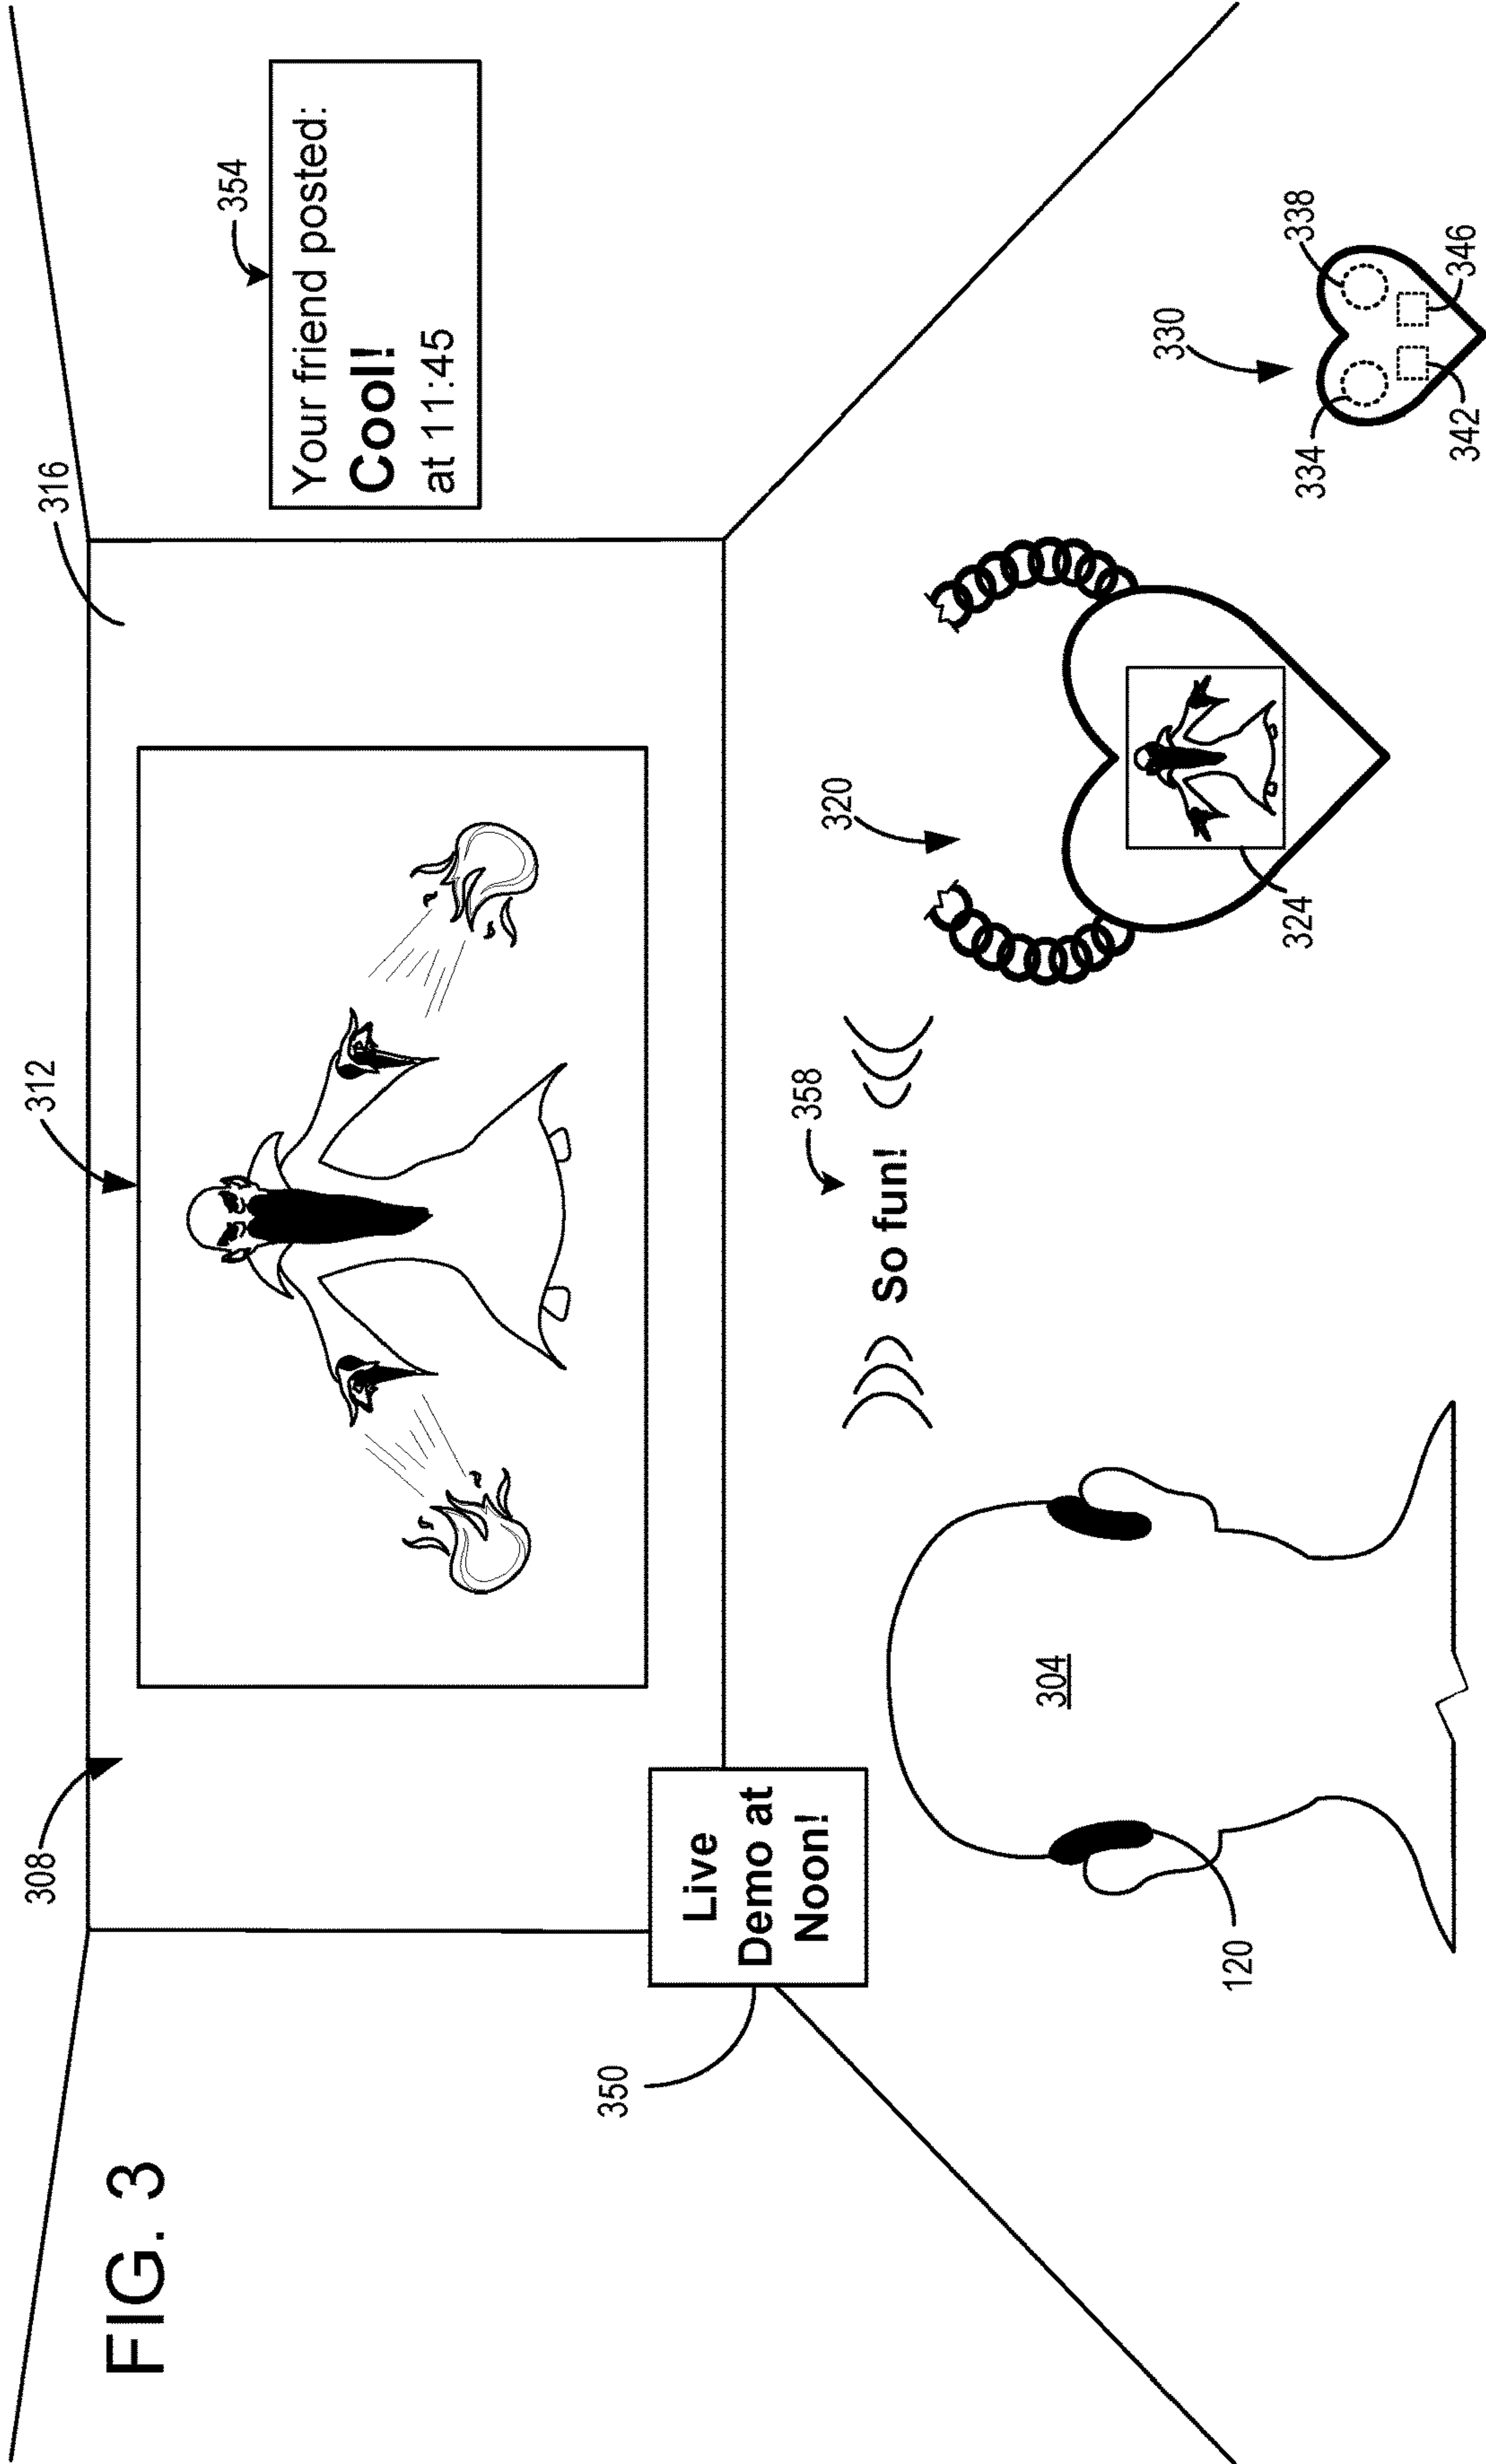 FIG. 3
308
312
316
354
Your friend posted:
Cool!
at 11:45
350
Live
Demo at
Noon!
358
So fun!
320
324
304
120
330
334
338
342
346